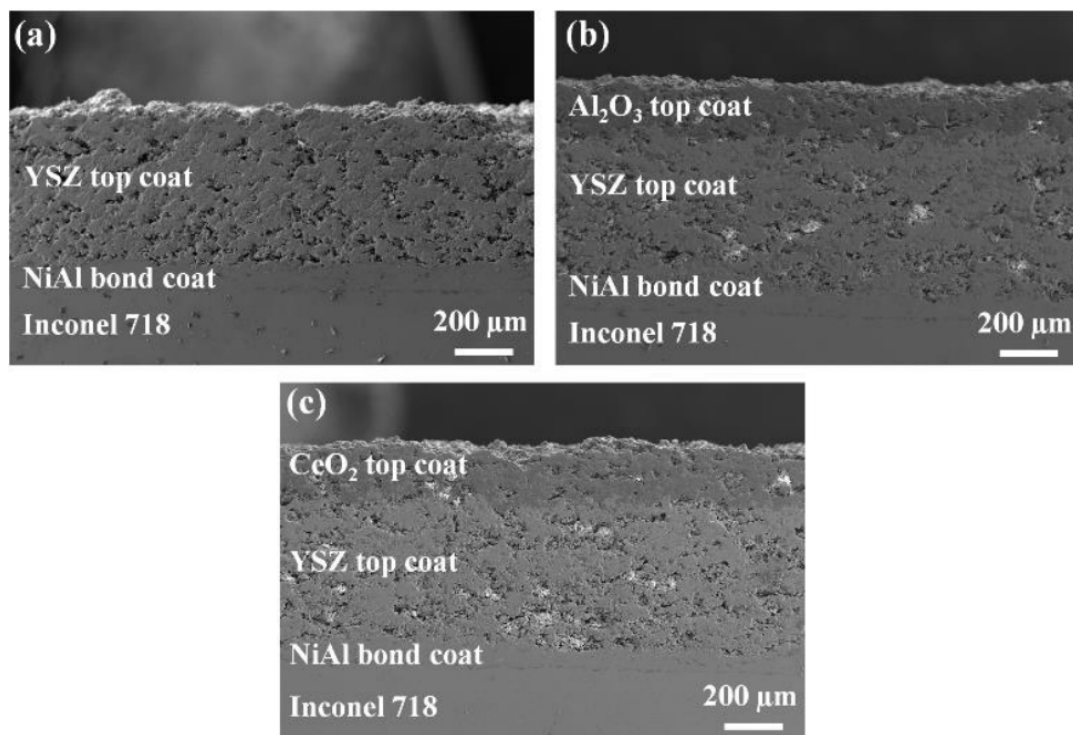 (a)
YSZ top coat
NiAl bond coat
Inconel 718
200 µm
(b)
Al₂O₃ top coat
YSZ top coat
NiAl bond coat
Inconel 718
200 µm
(c)
CeO₂ top coat
YSZ top coat
NiAl bond coat
Inconel 718
200 µm